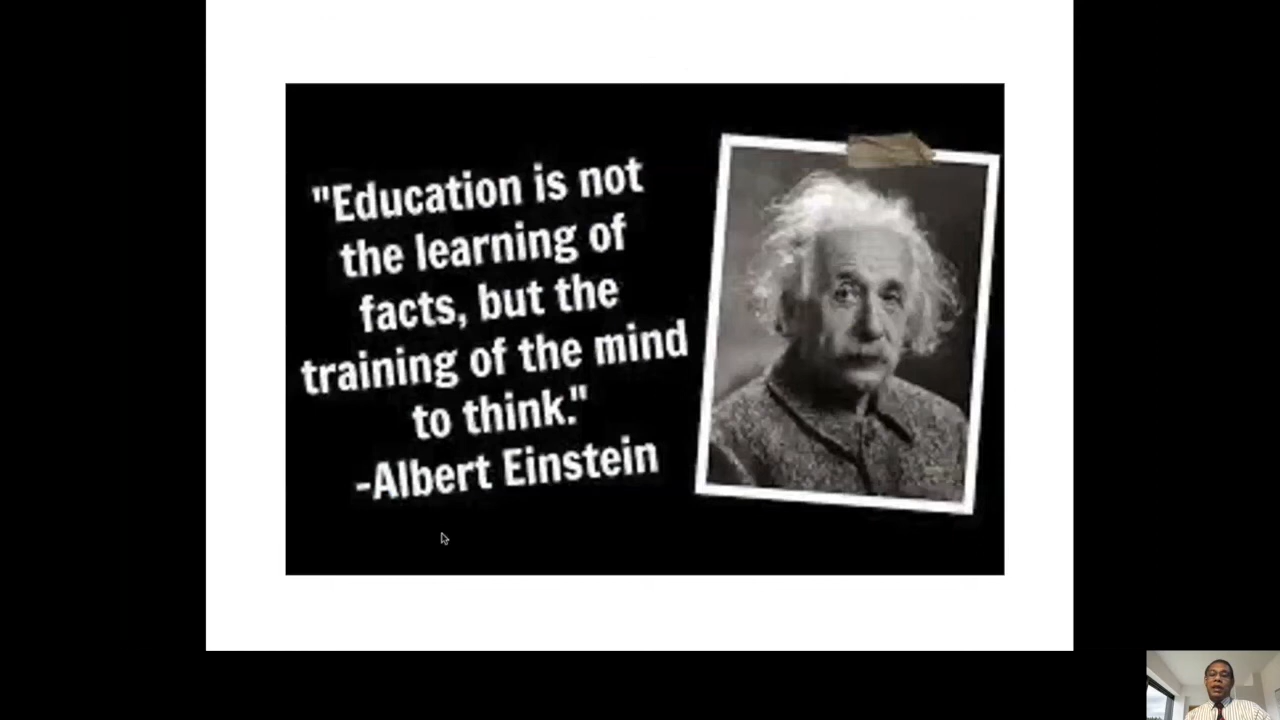 "Education is not
the learning of
facts, but the
training of the mind
to think."
-Albert Einstein